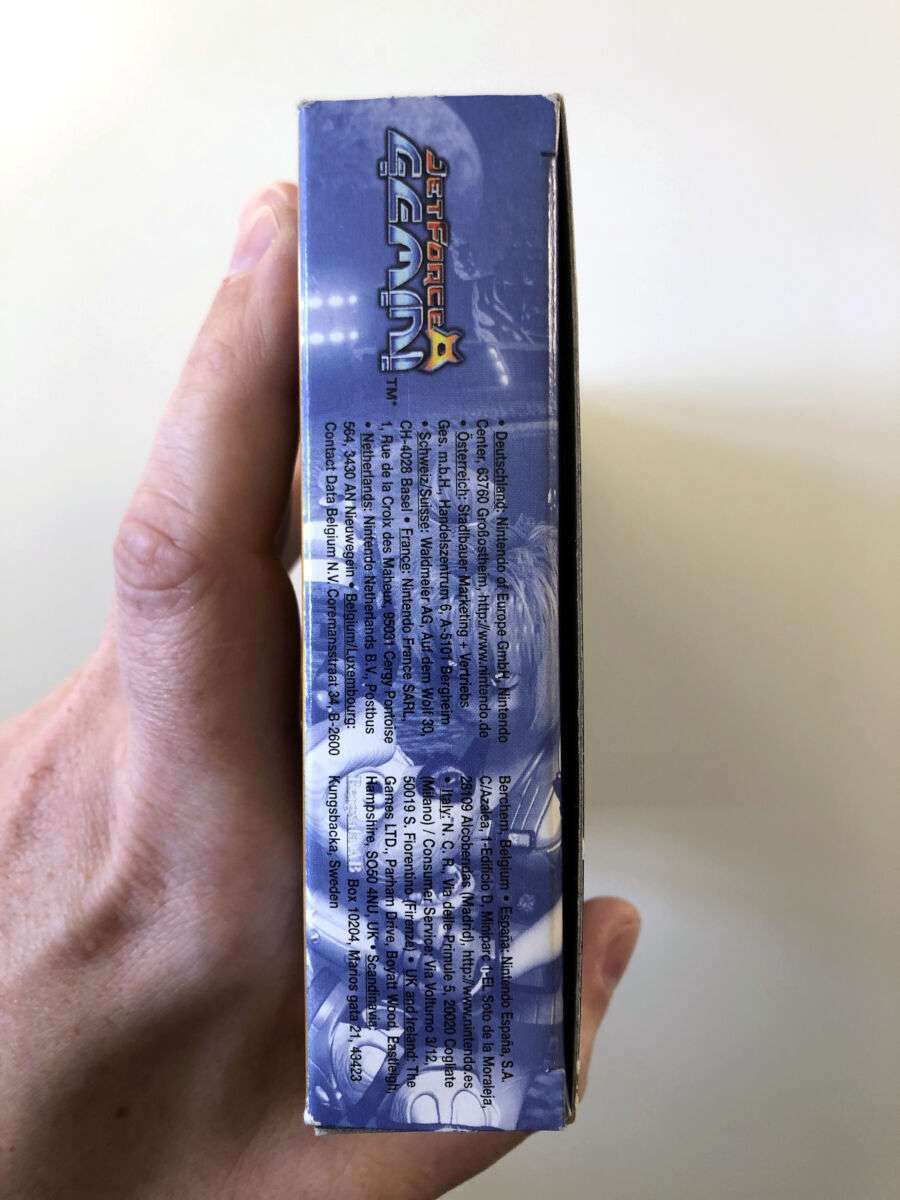 JET FORCE
GEMINI
TM*
• Deutschland: Nintendo of Europe GmbH, Nintendo
Center, 63760 Großostheim, http://www.nintendo.de
• Österreich: Stadlbauer Marketing + Vertriebs
Ges. m.b.H., Handelszentrum 6, A-5101 Bergheim
• Schweiz/Suisse: Waldmeier AG, Auf dem Wolf 30,
CH-4028 Basel • France: Nintendo France SARL,
1, Rue de la Croix des Maheux, 95031 Cergy Pontoise
• Netherlands: Nintendo Netherlands B.V., Postbus
564, 3430 AN Nieuwegein • Belgium/Luxembourg:
Contact Data Belgium N.V. Coremansstraat 34, B-2600
Berchem, Belgium • España: Nintendo España, S.A.
C/Azalea, 1-Edificio D, Miniparc 1-El Soto de la Moraleja,
28109 Alcobendas (Madrid), http://www.nintendo.es
• Italy: N. C. R. Via delle Primule 5, 20020 Cogliate
(Milano) / Consumer Service: Via Volturno 3/12,
50019 S. Fiorentino (Firenze) • UK and Ireland: The
Games LTD., Parham Drive, Boyatt Wood, Eastleigh,
Hampshire, SO50 4NU, UK • Scandinavia:
Box 10204, Marios gata 21, 43423
Kungsbacka, Sweden